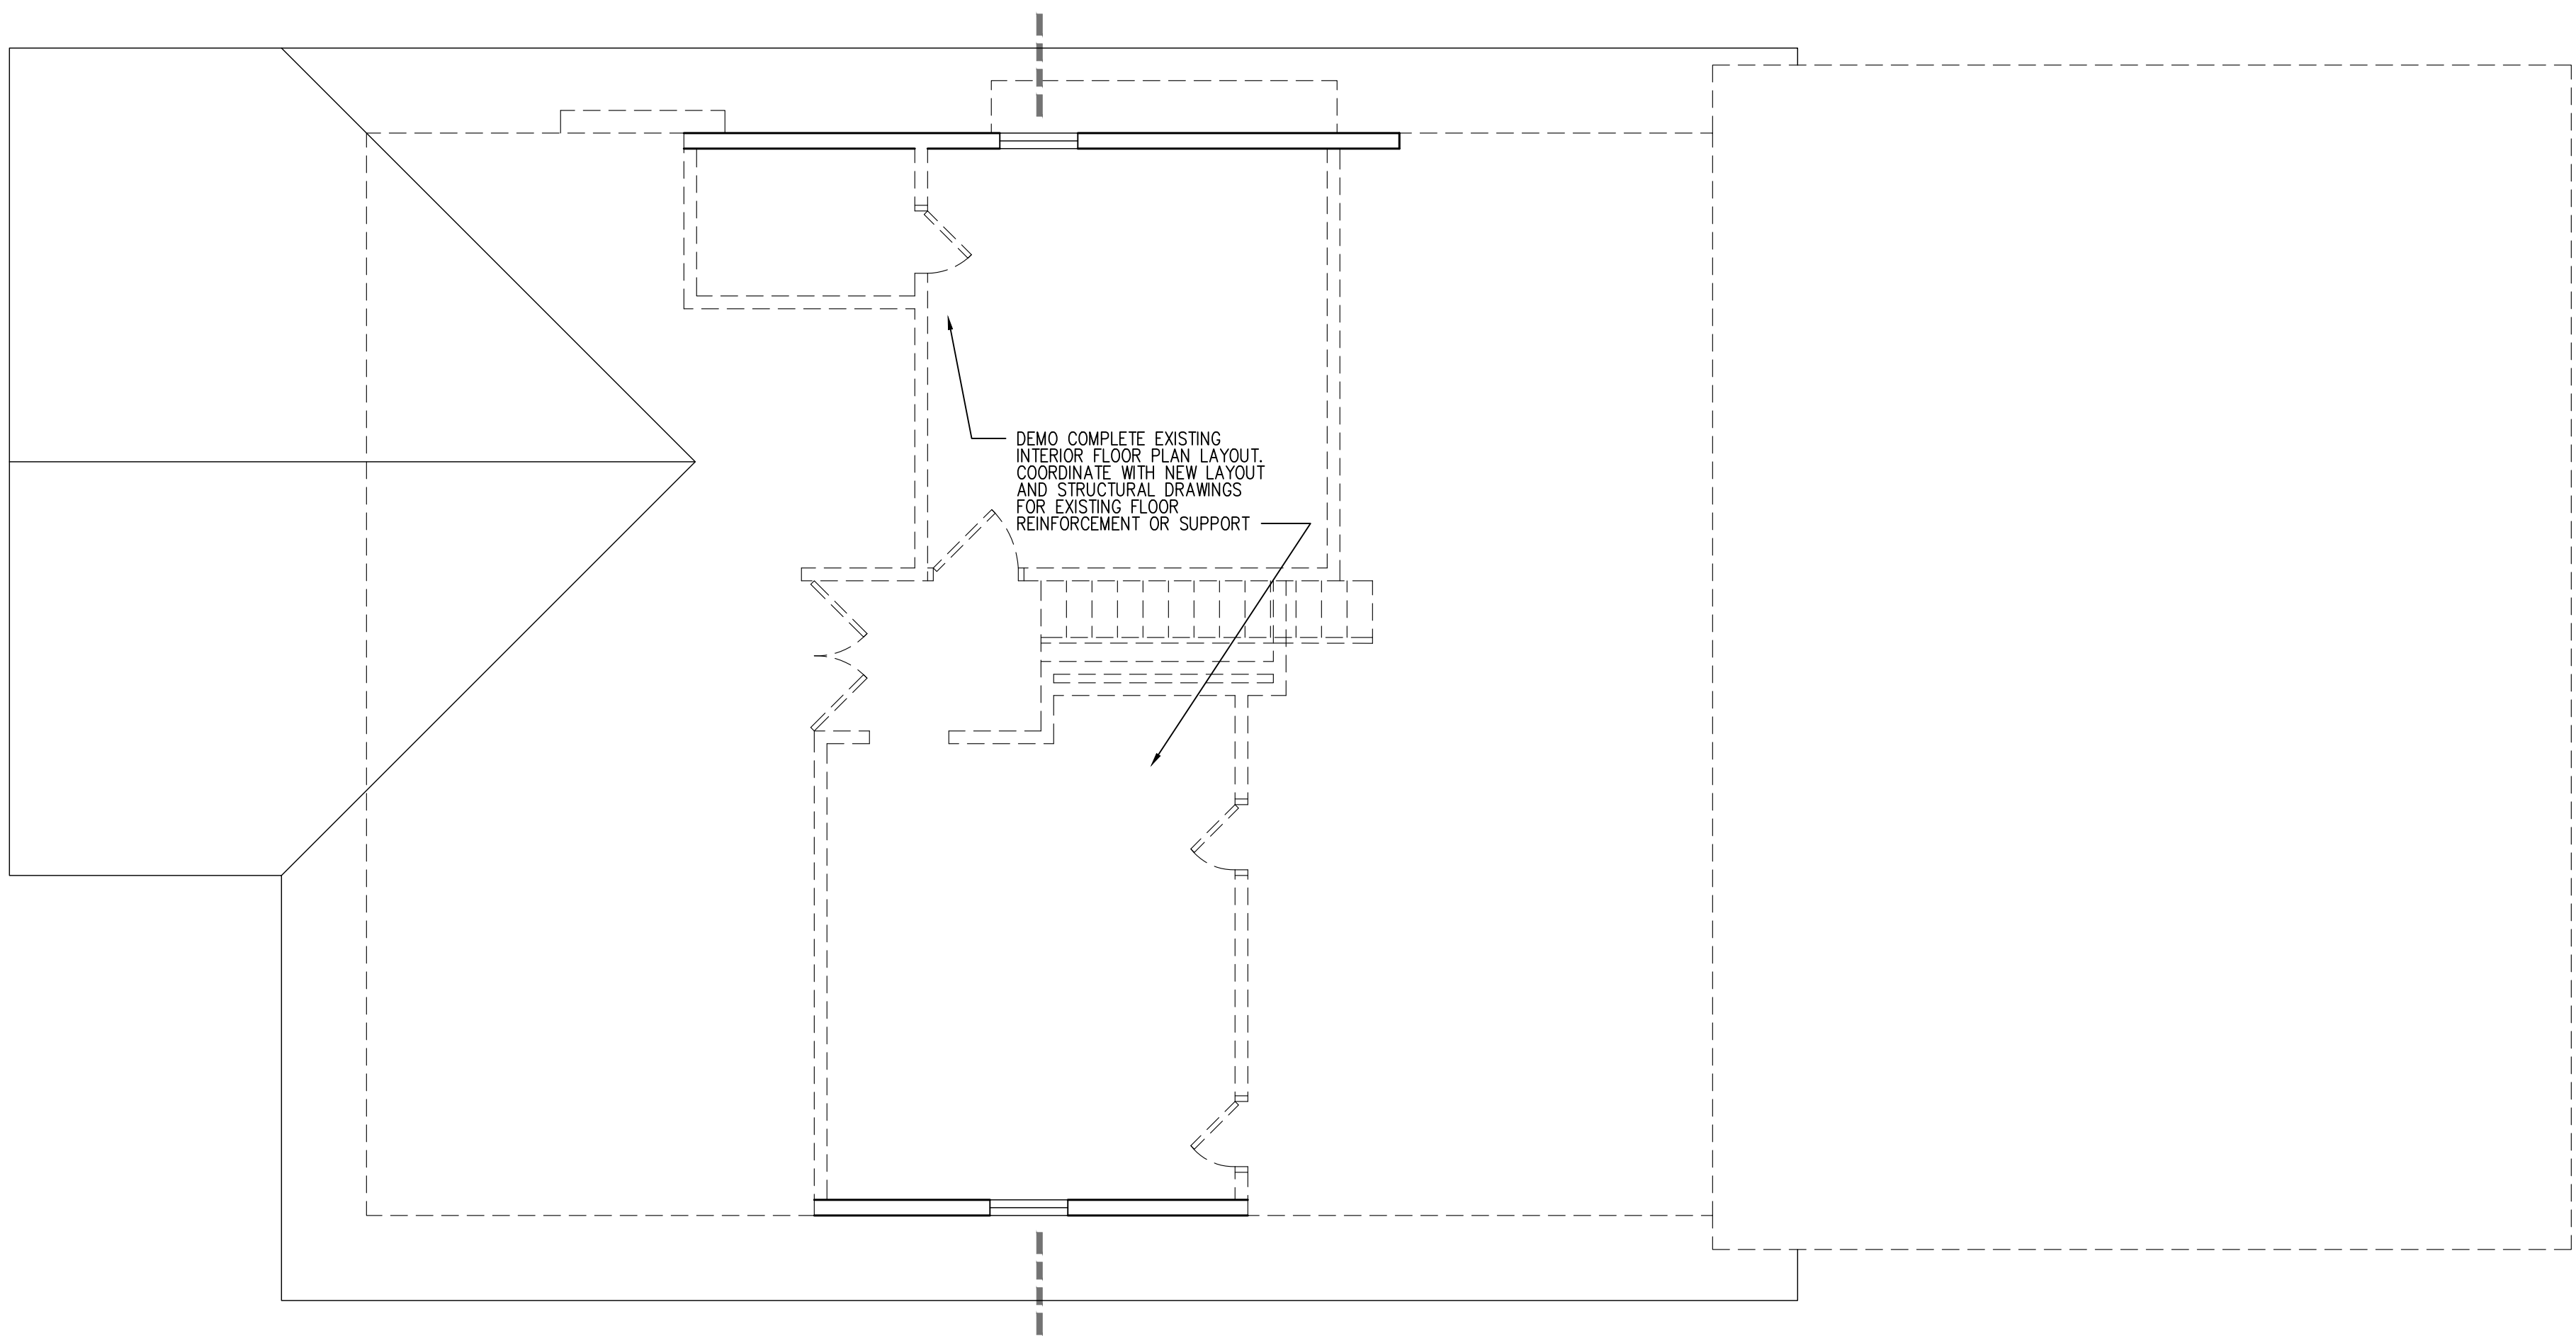 DEMO COMPLETE EXISTING
INTERIOR FLOOR PLAN LAYOUT.
COORDINATE WITH NEW LAYOUT
AND STRUCTURAL DRAWINGS
FOR EXISTING FLOOR
REINFORCEMENT OR SUPPORT